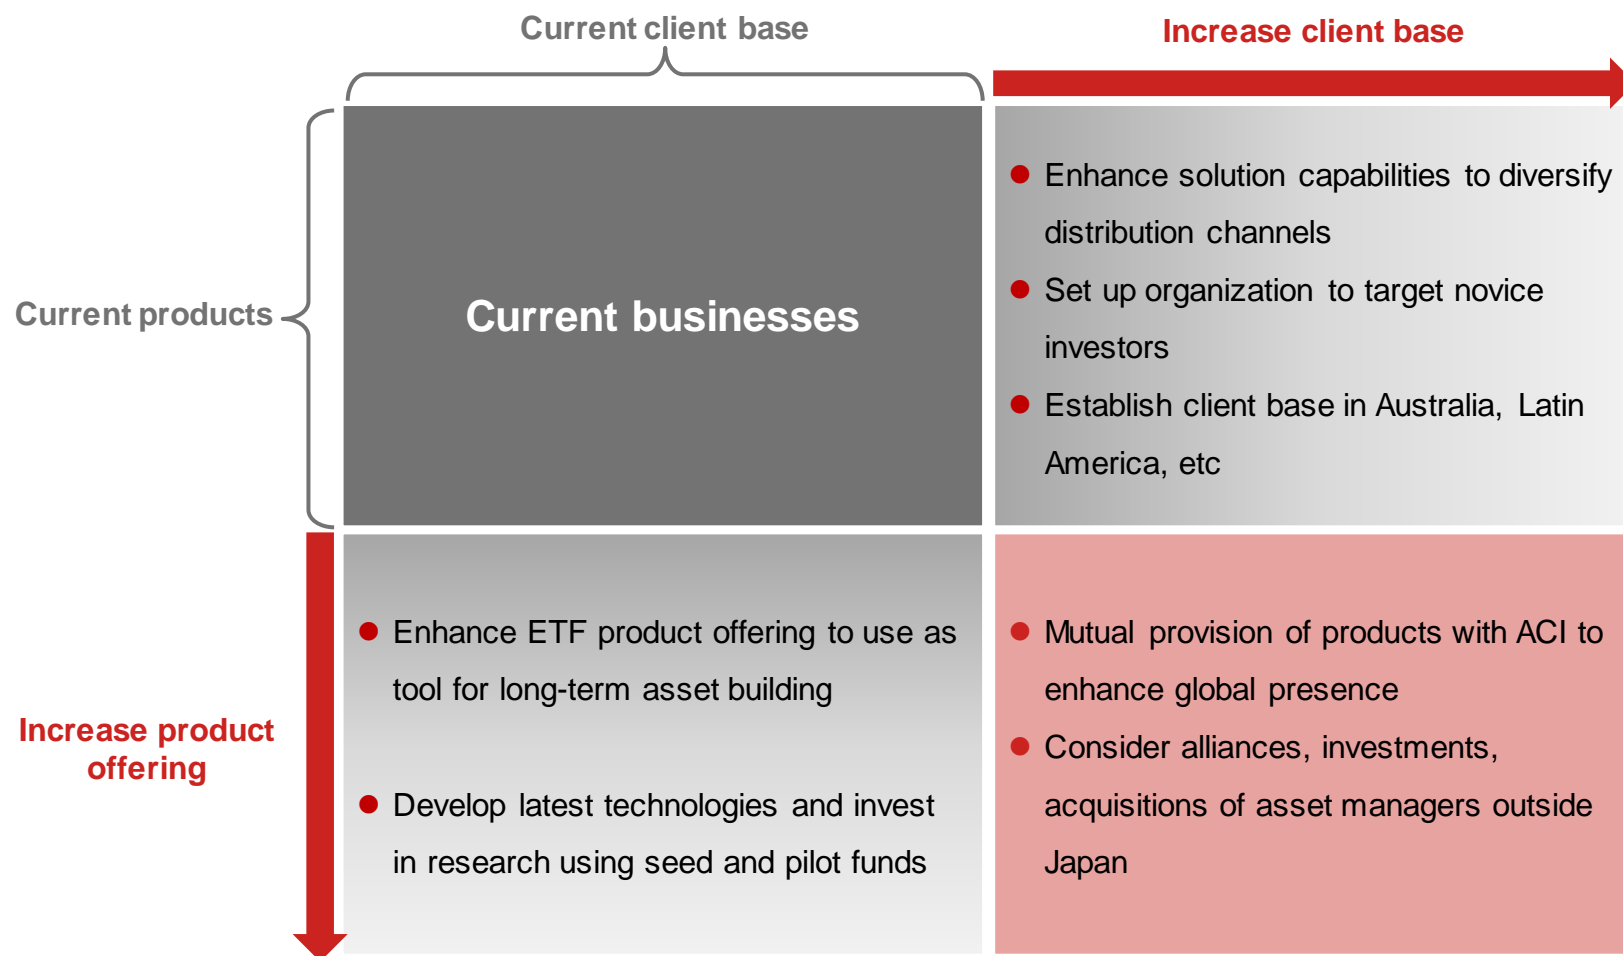 Current client base
Increase client base
Current products
Current businesses
Enhance solution capabilities to diversify
distribution channels
Set up organization to target novice
investors
Establish client base in Australia, Latin
America, etc
Increase product
offering
Enhance ETF product offering to use as
tool for long-term asset building
Develop latest technologies and invest
in research using seed and pilot funds
Mutual provision of products with ACI to
enhance global presence
Consider alliances, investments,
acquisitions of asset managers outside
Japan